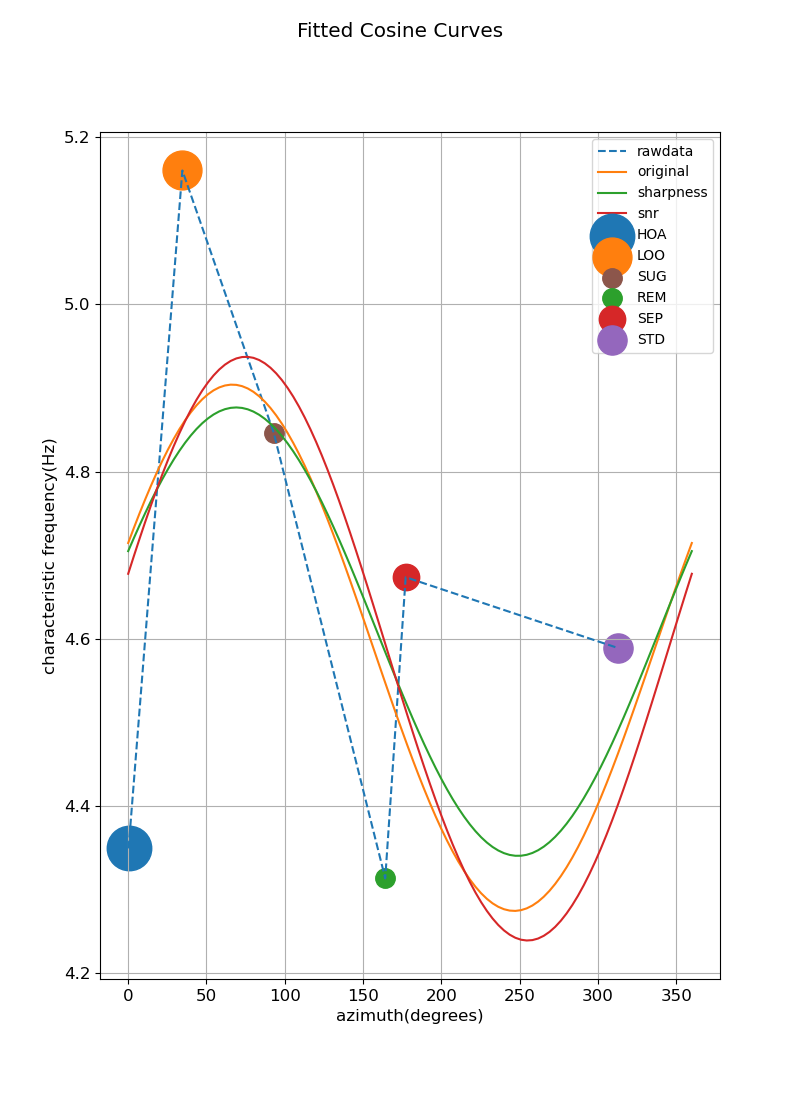 Fitted Cosine Curves
5.2
5.0
4.8
4.6
4.4
4.2
characteristic frequency(Hz)
rawdata
original
sharpness
snr
HOA
LOO
SUG
REM
SEP
STD
0 50 100 150 200 250 300 350
azimuth(degrees)